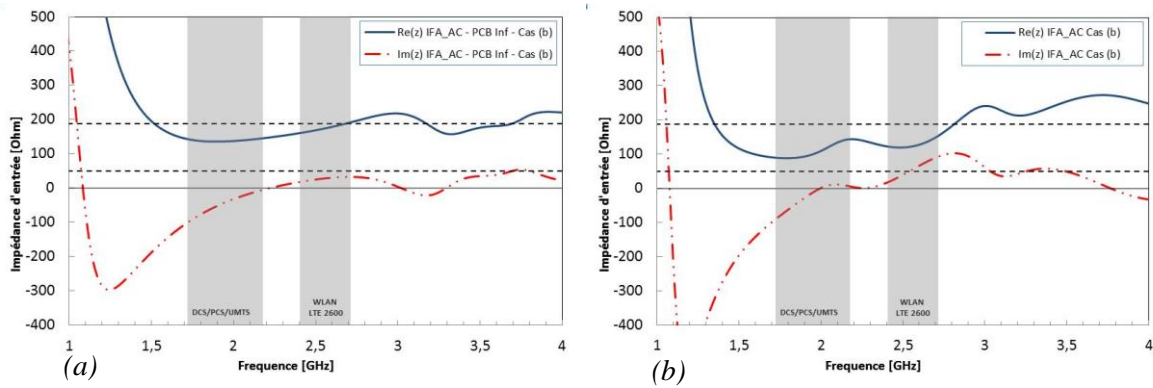 500
400
300
200
100
0
-100
-200
-300
-400
Impédance d'entrée [Ohm]
Re(z) IFA_AC - PCB Inf - Cas (b)
Im(z) IFA_AC - PCB Inf - Cas (b)
DCS/PCS/UMTS
WLAN
LTE 2600
1 1,5 2 2,5 3 3,5 4
Frequence [GHz]
(a)
500
400
300
200
100
0
-100
-200
-300
-400
Impédance d'entrée [Ohm]
Re(z) IFA_AC Cas (b)
Im(z) IFA_AC Cas (b)
DCS/PCS/UMTS
WLAN
LTE 2600
1 1,5 2 2,5 3 3,5 4
Frequence [GHz]
(b)